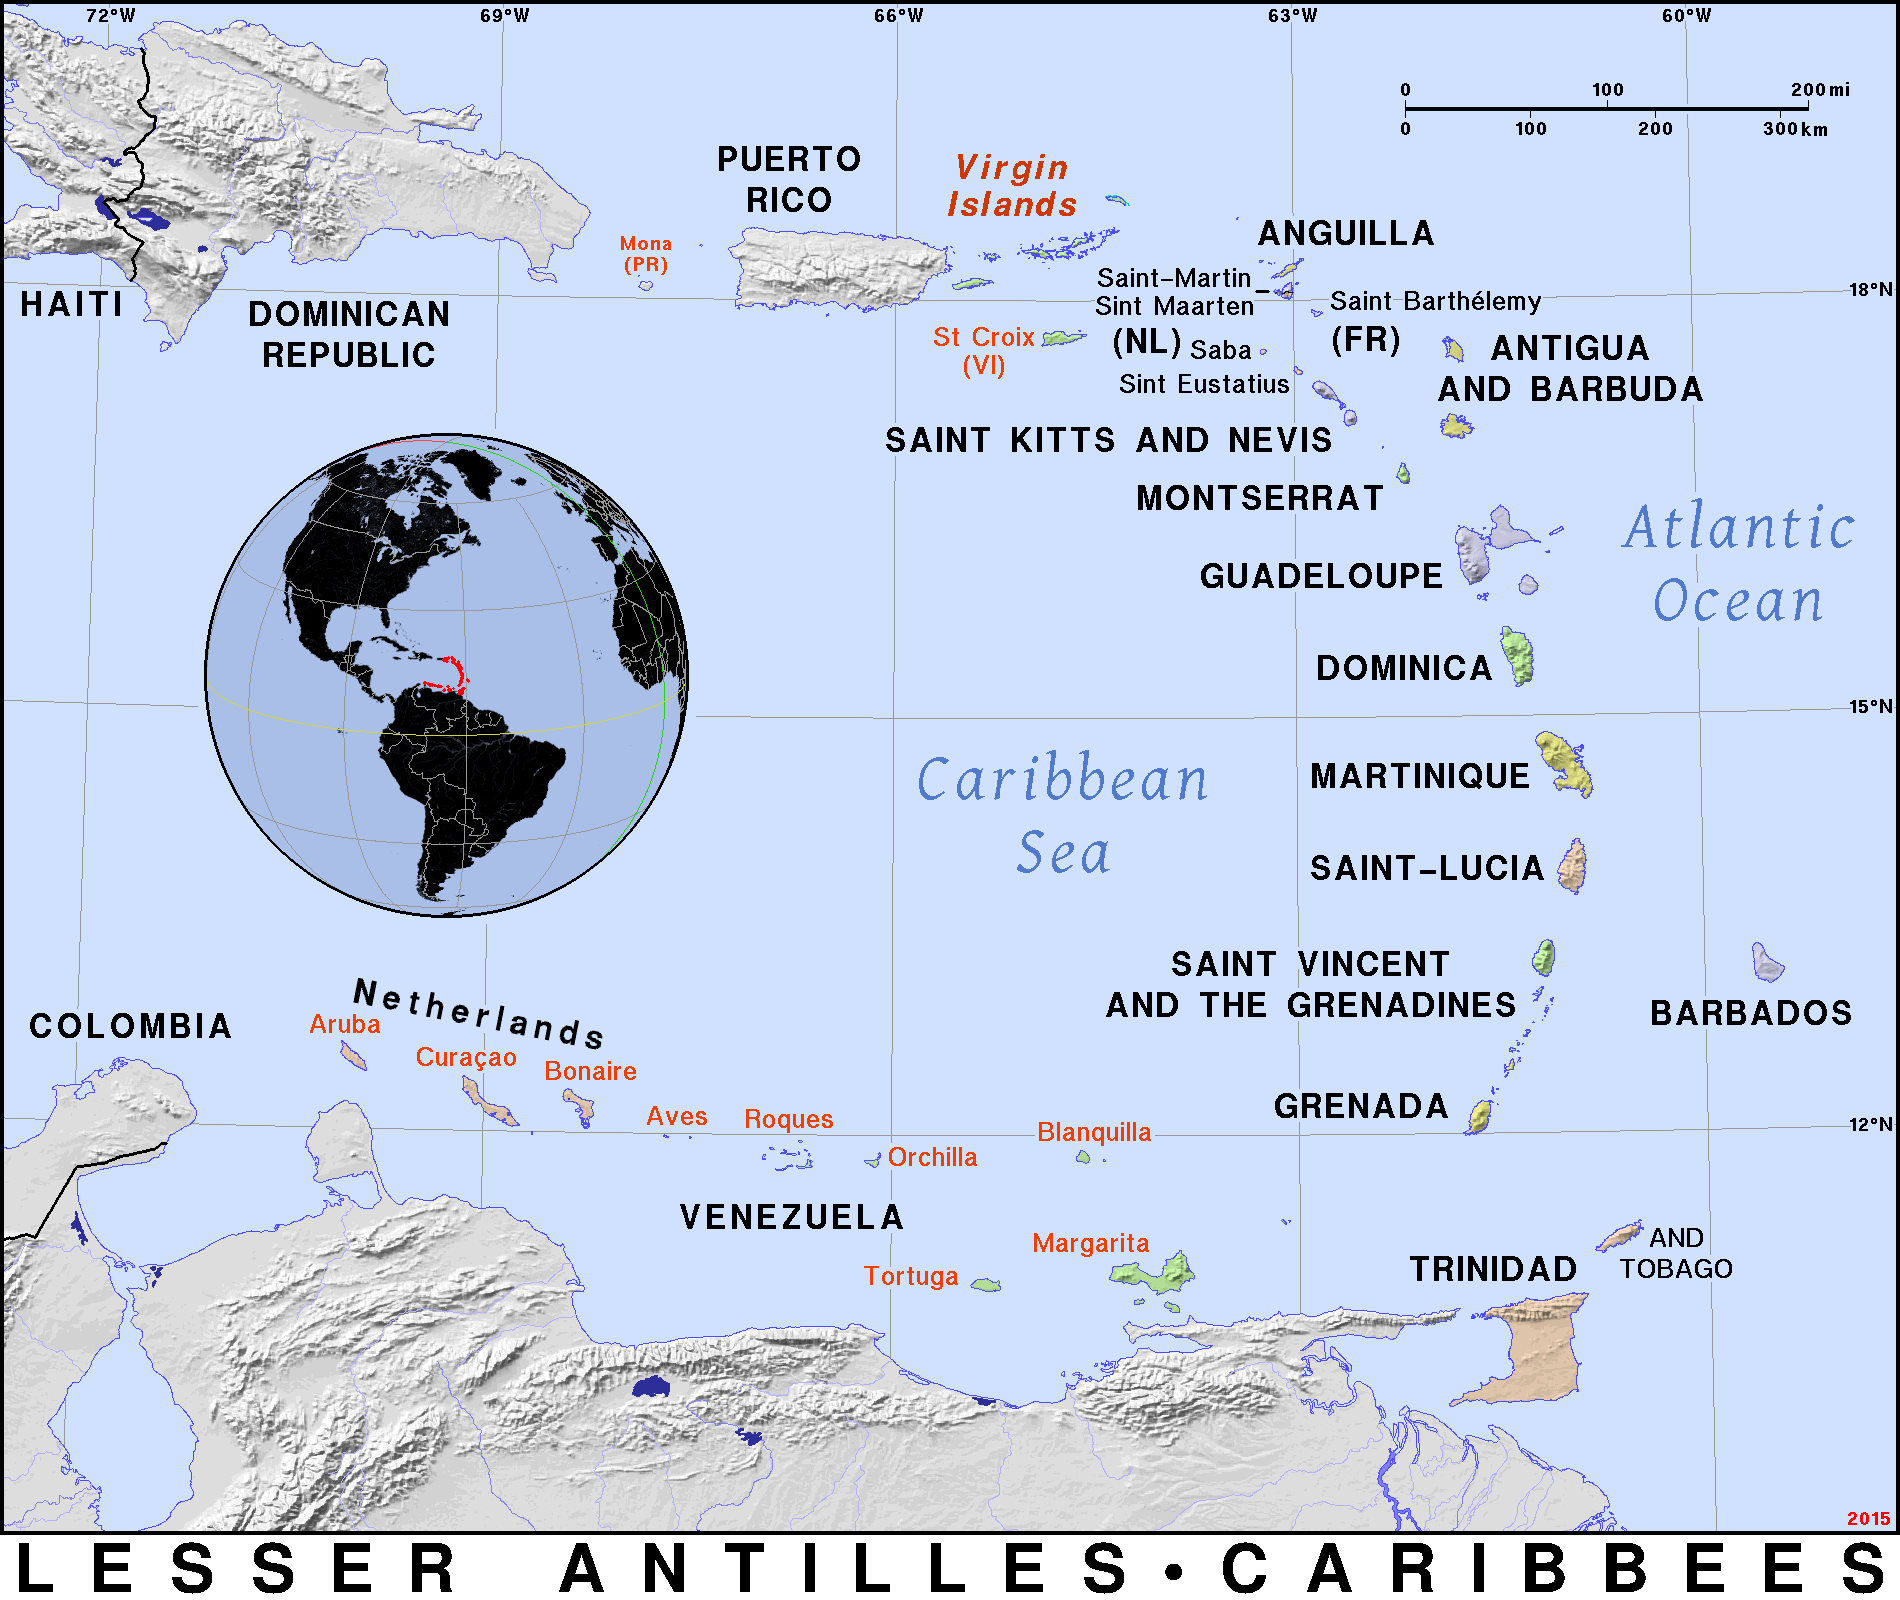 72°W
69°W
66°W
63°W
60°W
0
100
200 mi
0
100
200
300 km
PUERTO
RICO
Virgin
Islands
Mona
(PR)
ANGUILLA
Saint-Martin
Sint Maarten
(NL)
Saba
Sint Eustatius
Saint Barthélemy
(FR)
18°N
HAITI
DOMINICAN
REPUBLIC
St Croix
(VI)
ANTIGUA
AND BARBUDA
SAINT KITTS AND NEVIS
MONTSERRAT
Atlantic
Ocean
GUADELOUPE
DOMINICA
15°N
Caribbean
Sea
MARTINIQUE
SAINT-LUCIA
SAINT VINCENT
AND THE GRENADINES
BARBADOS
Netherlands
COLOMBIA
Aruba
Curaçao
Bonaire
Aves
Roques
Orchilla
Blanquilla
GRENADA
12°N
VENEZUELA
Margarita
Tortuga
TRINIDAD
AND
TOBAGO
2015
LESSER ANTILLES • CARIBBEES